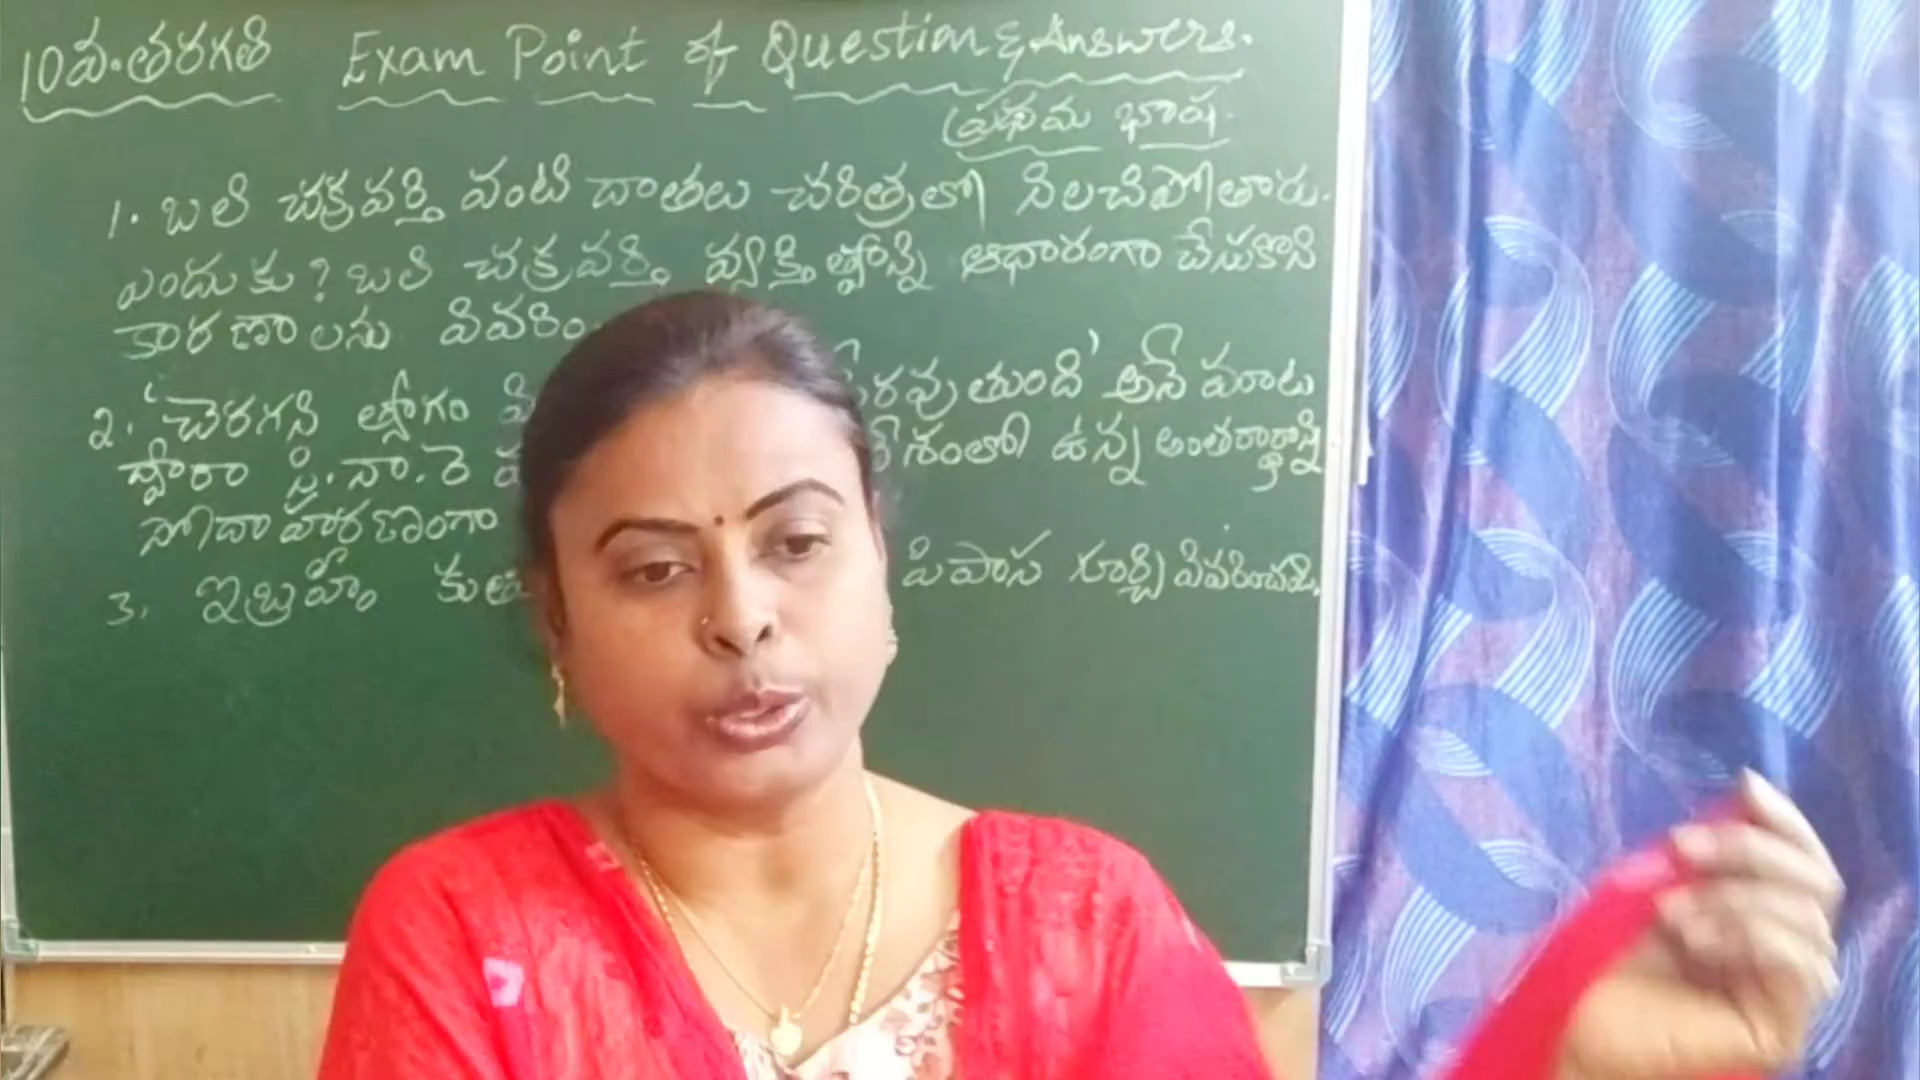 10వ.తరగతి Exam Point of Question & Answers.
ప్రథమ భాష.
1. బలి చక్రవర్తి వంటి దాతలు చరిత్రలో నిలచిపోతారు.
ఎందుకు? బలి చక్రవర్తి వ్యక్తిత్వాన్ని ఆధారంగా చేసుకొని
కారణాలను వివరిం
2. 'చెరగని త్యాగం పేరవుతుంది' అనే మాట
ద్వారా సి.నా.రె ఉన్న అంతరార్థాన్ని
సోదాహరణంగా
3. ఇబ్రహీం కుతు పిపాస గూర్చి వివరించండి.